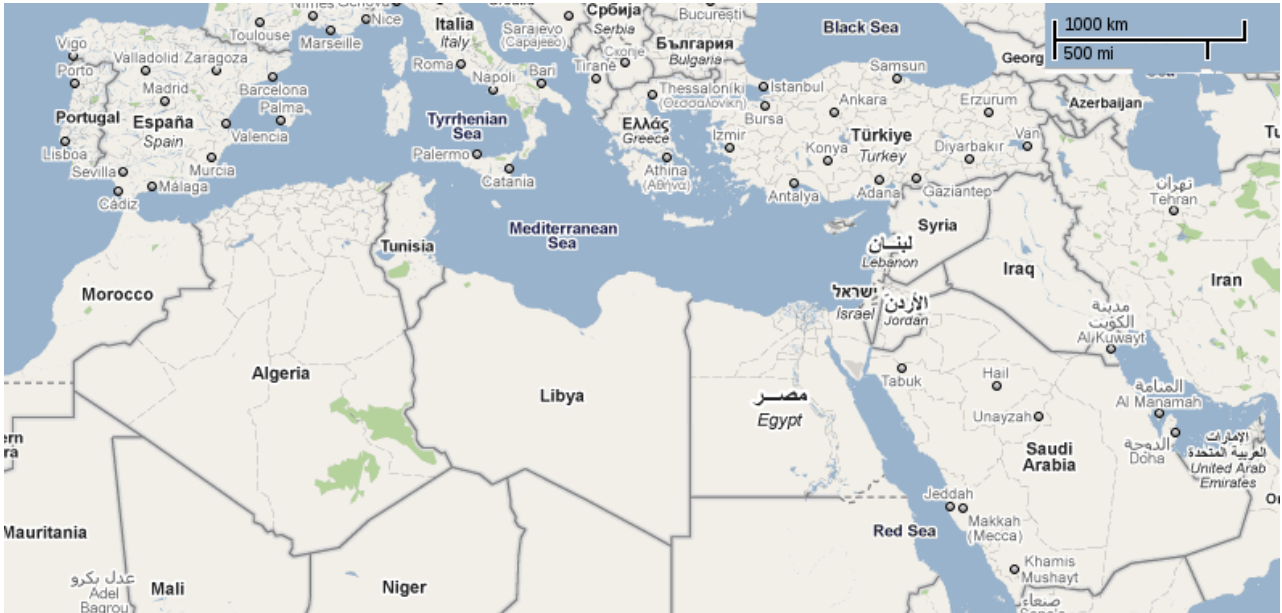 Nimes
Genova
Nice
Toulouse
Marseille
Italia
Italy
Sarajevo
(Сарајево)
Србија
Serbia
București
България
Bulgaria
Black Sea
1000 km
500 mi
Georg
Vigo
Porto
Valladolid
Zaragoza
Madrid
Barcelona
Portugal
España
Spain
Palma
Valencia
Lisboa
Murcia
Sevilla
Málaga
Cádiz
Roma
Napoli
Bari
Tyrrhenian
Sea
Palermo
Catania
Скопје
Tiranë
Thessaloníki
(Θεσσαλονίκη)
Ελλάς
Greece
Athina
(Αθήνα)
Istanbul
Bursa
Izmir
Samsun
Ankara
Erzurum
Türkiye
Turkey
Konya
Diyarbakır
Van
Antalya
Adana
Gaziantep
Azerbaijan
Tu
تهران
Tehran
Mediterranean
Sea
Syria
لبنان
Lebanon
Iraq
Iran
ישראל
Israel
الأردن
Jordan
Tunisia
Morocco
Algeria
Libya
مصر
Egypt
مدينة
الكويت
Al Kuwayt
Tabuk
Hail
Unayzah
المنامة
Al Manamah
الدوحة
Doha
الإمارات
العربية المتحدة
United Arab
Emirates
Saudi
Arabia
Jeddah
Makkah
(Mecca)
Red Sea
Khamis
Mushayt
صنعاء
ern
ra
Mauritania
عدل بكرو
Adel
Bagrou
Mali
Niger